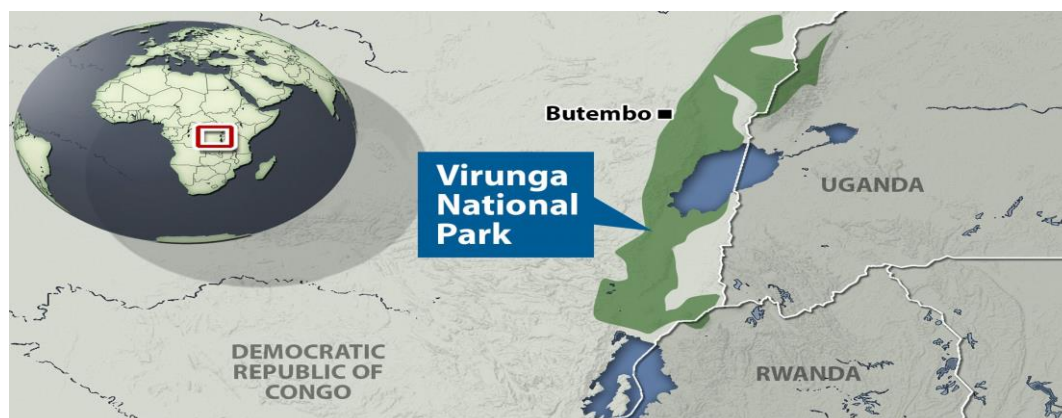 Butembo
Virunga
National
Park
UGANDA
DEMOCRATIC
REPUBLIC OF
CONGO
RWANDA